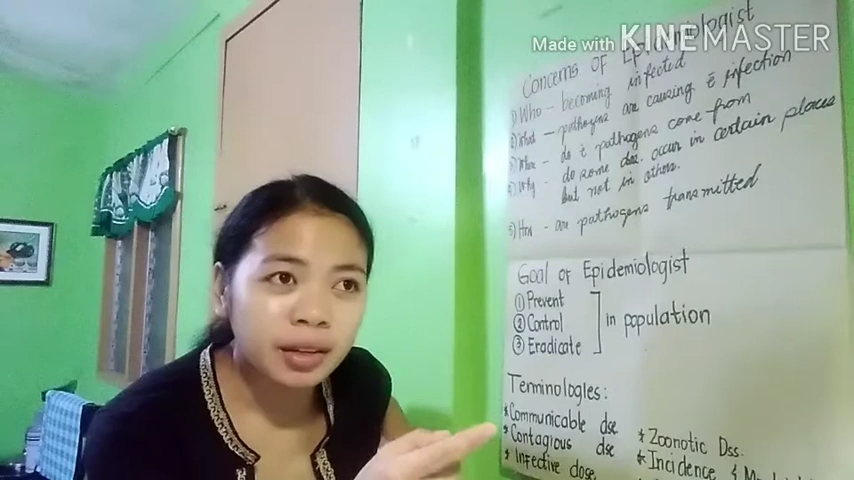 Made with KINEMASTER
Concerns of Epidemiologist
1) Who - becoming infected
2) What - pathogens are causing c̄ infection
3) Where - do c̄ pathogens come from
4) Why - do some dse. occur in certain places
but not in others.
5) How - are pathogens transmitted
Goal of Epidemiologist
① Prevent
② Control
③ Eradicate
in population
Terminologies:
* Communicable dse
* Contagious dse
* Infective dose
* Zoonotic Dss.
* Incidence &